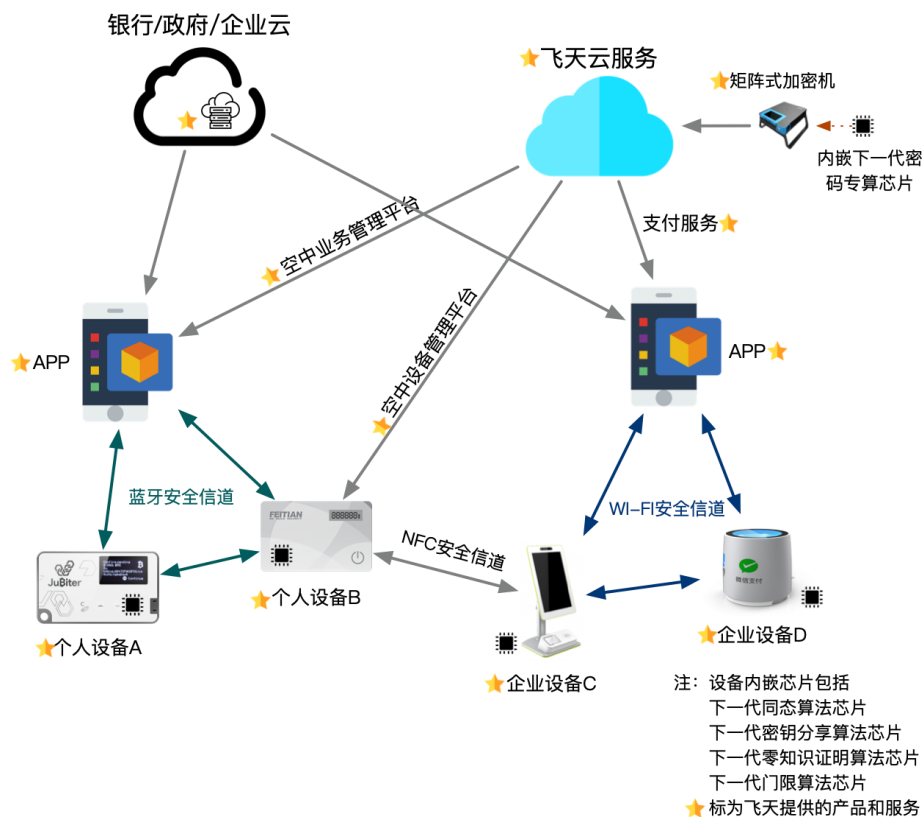 银行/政府/企业云
飞天云服务
矩阵式加密机
内嵌下一代密
码专算芯片
空中业务管理平台
支付服务
空中设备管理平台
APP
APP
蓝牙安全信道
WI-FI安全信道
NFC安全信道
FEITIAN
JuBiter
微信支付
个人设备A
个人设备B
企业设备C
企业设备D
注：设备内嵌芯片包括
下一代同态算法芯片
下一代密钥分享算法芯片
下一代零知识证明算法芯片
下一代门限算法芯片
标为飞天提供的产品和服务